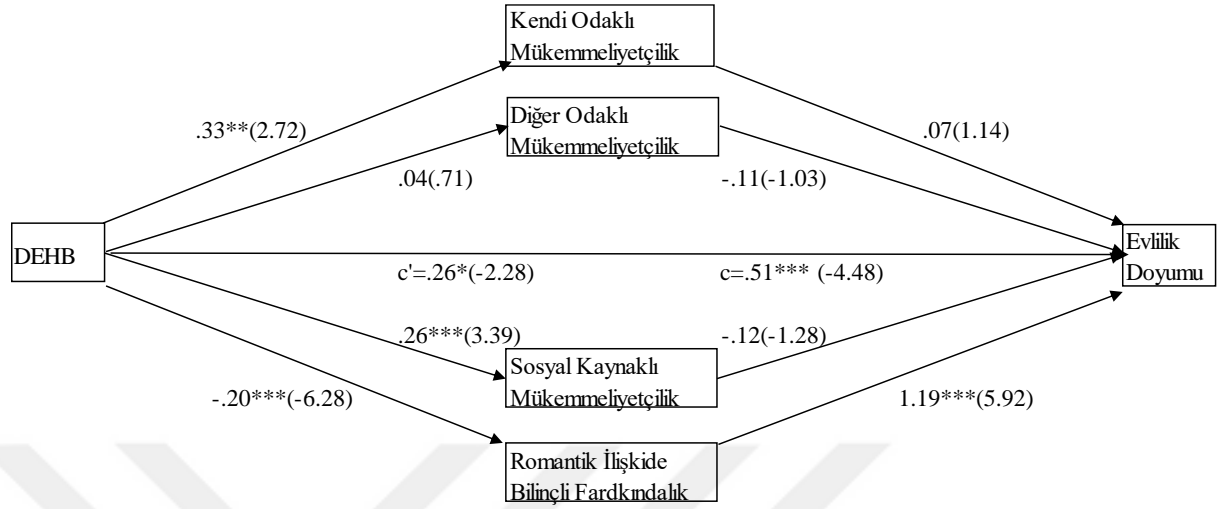 Kendi Odaklı
Mükemmeliyetçilik
.33**(2.72)
.07(1.14)
Diğer Odaklı
Mükemmeliyetçilik
.04(.71)
-.11(-1.03)
DEHB
Evlilik
Doyumu
c'=.26*(-2.28)
c=.51*** (-4.48)
.26***(3.39)
-.12(-1.28)
Sosyal Kaynaklı
Mükemmeliyetçilik
-.20***(-6.28)
1.19***(5.92)
Romantik İlişkide
Bilinçli Fardkındalık